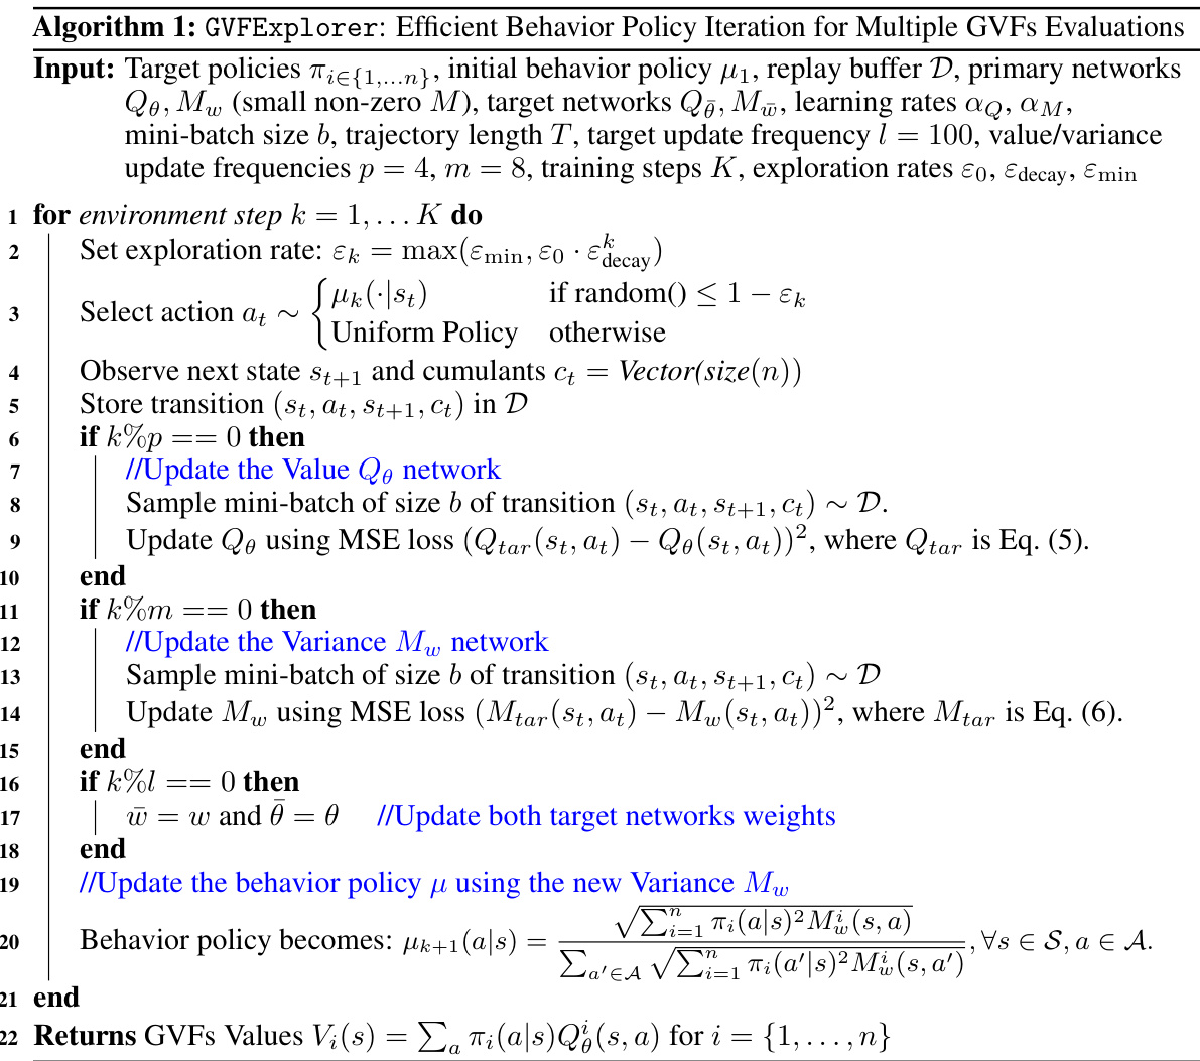 Algorithm 1: GVFExplorer: Efficient Behavior Policy Iteration for Multiple GVFs Evaluations
Input: Target policies $\pi_{i\in\{1,\ldots n\}}$, initial behavior policy $\mu_1$, replay buffer $\mathcal{D}$, primary networks
$Q_\theta, M_w$ (small non-zero $M$), target networks $Q_{\bar{\theta}}, M_{\bar{w}}$, learning rates $\alpha_Q, \alpha_M$,
mini-batch size $b$, trajectory length $T$, target update frequency $l = 100$, value/variance
update frequencies $p = 4$, $m = 8$, training steps $K$, exploration rates $\varepsilon_0$, $\varepsilon_{\text{decay}}$, $\varepsilon_{\min}$
1 for environment step $k = 1, \ldots K$ do
2 Set exploration rate: $\varepsilon_k = \max(\varepsilon_{\min}, \varepsilon_0 \cdot \varepsilon_{\text{decay}}^k)$
3 Select action $a_t \sim \begin{cases} \mu_k(\cdot|s_t) & \text{if random()} \leq 1 - \varepsilon_k \\ \text{Uniform Policy} & \text{otherwise} \end{cases}$
4 Observe next state $s_{t+1}$ and cumulants $c_t = $ Vector(size$(n))$
5 Store transition $(s_t, a_t, s_{t+1}, c_t)$ in $\mathcal{D}$
6 if $k\%p == 0$ then
7 //Update the Value $Q_\theta$ network
8 Sample mini-batch of size $b$ of transition $(s_t, a_t, s_{t+1}, c_t) \sim \mathcal{D}$.
9 Update $Q_\theta$ using MSE loss $(Q_{tar}(s_t, a_t) - Q_\theta(s_t, a_t))^2$, where $Q_{tar}$ is Eq. (5).
10 end
11 if $k\%m == 0$ then
12 //Update the Variance $M_w$ network
13 Sample mini-batch of size $b$ of transition $(s_t, a_t, s_{t+1}, c_t) \sim \mathcal{D}$
14 Update $M_w$ using MSE loss $(M_{tar}(s_t, a_t) - M_w(s_t, a_t))^2$, where $M_{tar}$ is Eq. (6).
15 end
16 if $k\%l == 0$ then
17 $\bar{w} = w$ and $\bar{\theta} = \theta$ //Update both target networks weights
18 end
19 //Update the behavior policy $\mu$ using the new Variance $M_w$
20 Behavior policy becomes: $\mu_{k+1}(a|s) = \frac{\sqrt{\sum_{i=1}^n \pi_i(a|s)^2 M_w^i(s,a)}}{\sum_{a'\in\mathcal{A}} \sqrt{\sum_{i=1}^n \pi_i(a'|s)^2 M_w^i(s,a')}}, \forall s \in \mathcal{S}, a \in \mathcal{A}.$
21 end
22 Returns GVFs Values $V_i(s) = \sum_a \pi_i(a|s) Q_\theta^i(s, a)$ for $i = \{1, \ldots, n\}$